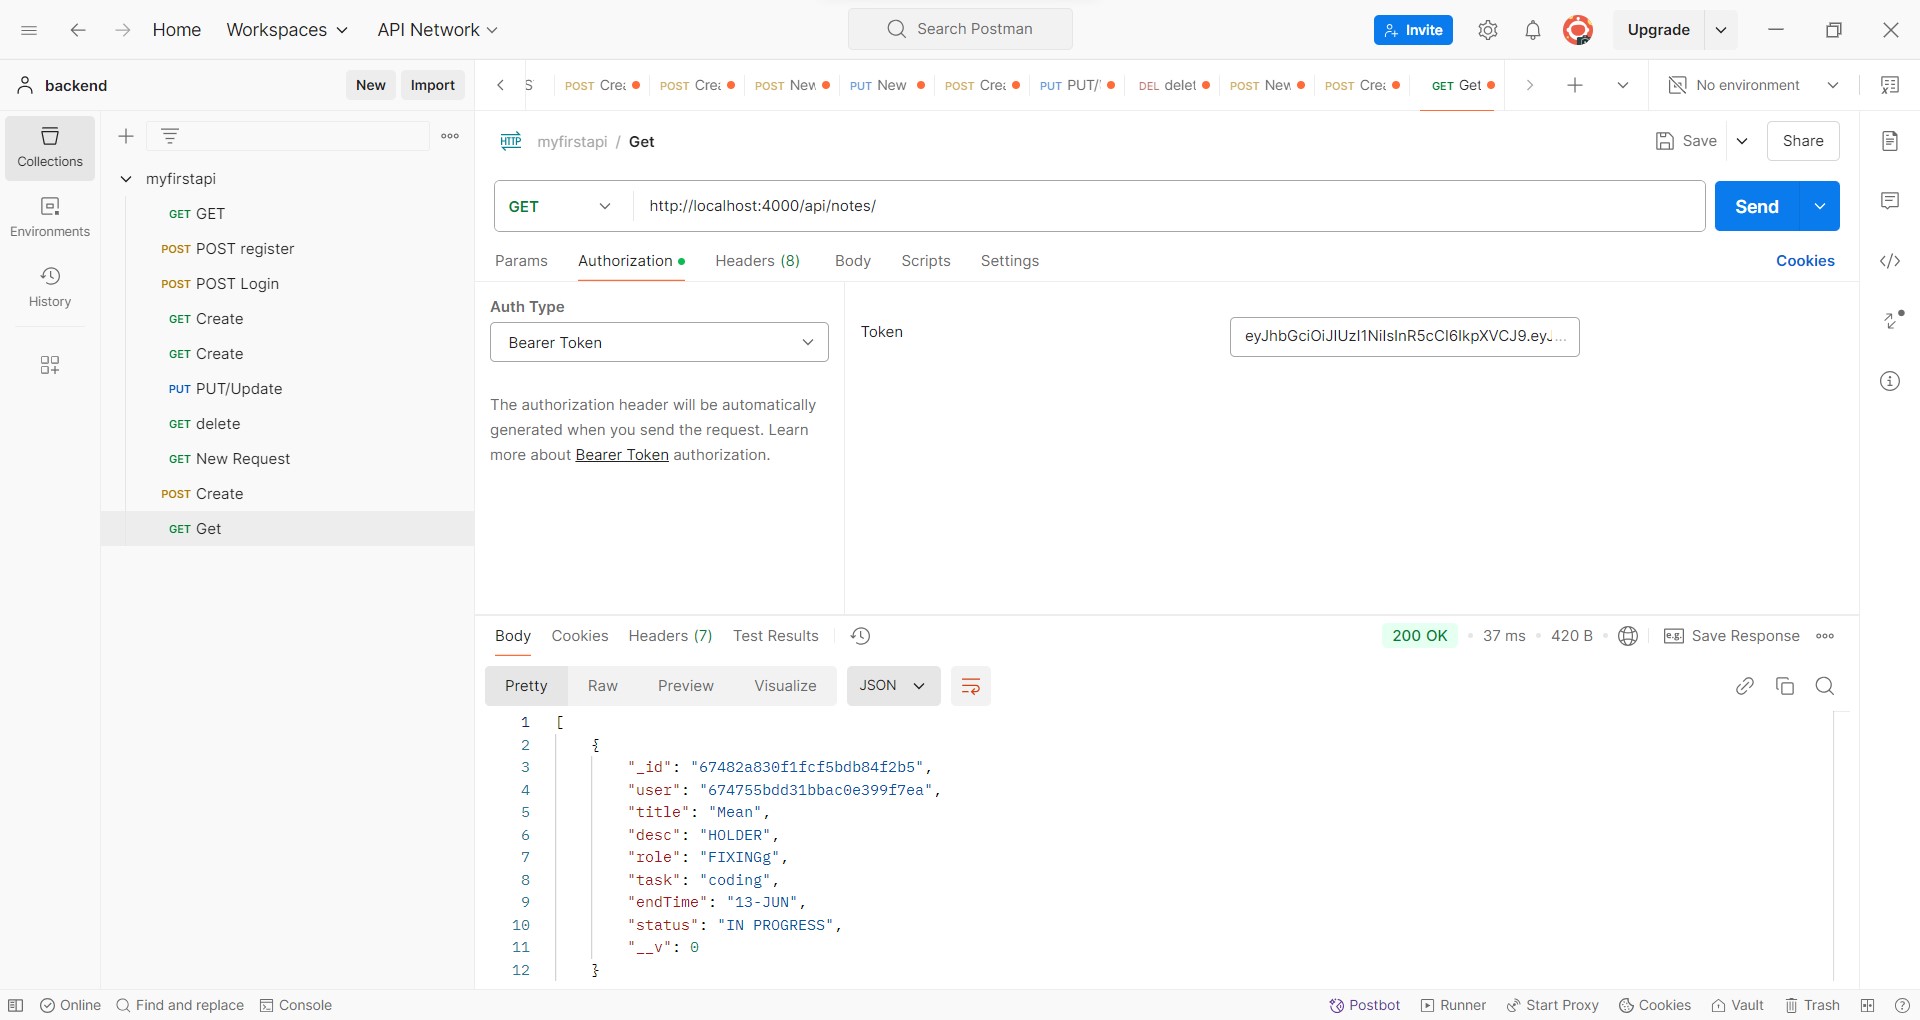 Home Workspaces API Network Search Postman Invite Upgrade
backend New Import
POST Crea POST Crea POST New PUT New POST Crea PUT PUT/ DEL delet POST New POST Crea GET Get No environment
Collections
Environments
History
myfirstapi
GET GET
POST POST register
POST POST Login
GET Create
GET Create
PUT PUT/Update
GET delete
GET New Request
POST Create
GET Get
HTTP myfirstapi / Get Save Share
GET http://localhost:4000/api/notes/ Send
Params Authorization Headers (8) Body Scripts Settings Cookies
Auth Type
Bearer Token
The authorization header will be automatically
generated when you send the request. Learn
more about Bearer Token authorization.
Token eyJhbGciOiJIUzI1NiIsInR5cCI6IkpXVCJ9.eyJ...
Body Cookies Headers (7) Test Results 200 OK 37 ms 420 B e.g. Save Response
Pretty Raw Preview Visualize JSON
1 [
2 {
3 "_id": "67482a830f1fcf5bdb84f2b5",
4 "user": "674755bdd31bbac0e399f7ea",
5 "title": "Mean",
6 "desc": "HOLDER",
7 "role": "FIXINGg",
8 "task": "coding",
9 "endTime": "13-JUN",
10 "status": "IN PROGRESS",
11 "__v": 0
12 }
Online Find and replace Console Postbot Runner Start Proxy Cookies Vault Trash